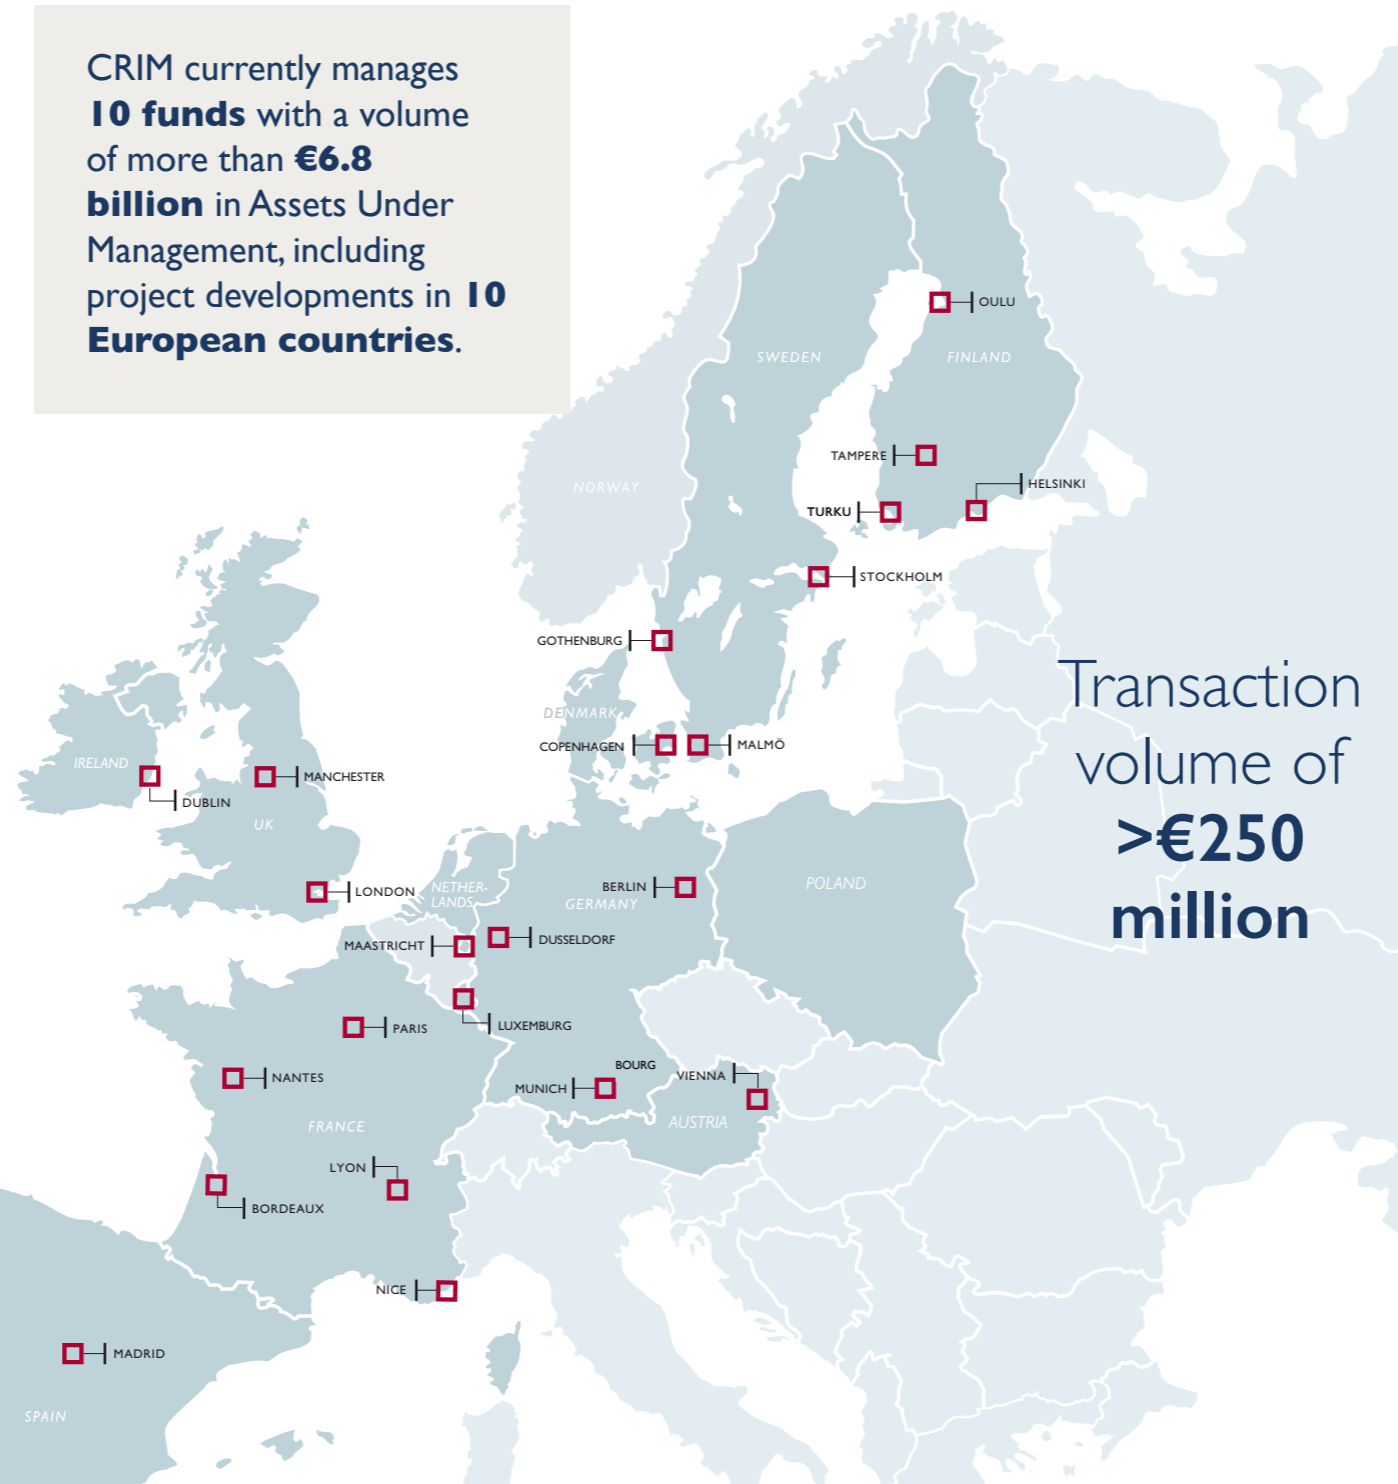 CRIM currently manages
10 funds with a volume
of more than €6.8
billion in Assets Under
Management, including
project developments in 10
European countries.
OULU
SWEDEN
FINLAND
TAMPERE
HELSINKI
NORWAY
TURKU
STOCKHOLM
GOTHENBURG
Transaction
volume of
>€250
million
DENMARK
COPENHAGEN
MALMÖ
IRELAND
MANCHESTER
DUBLIN
UK
LONDON
NETHER-
LANDS
BERLIN
GERMANY
POLAND
MAASTRICHT
DUSSELDORF
LUXEMBURG
PARIS
BOURG
NANTES
MUNICH
VIENNA
FRANCE
AUSTRIA
LYON
BORDEAUX
NICE
MADRID
SPAIN